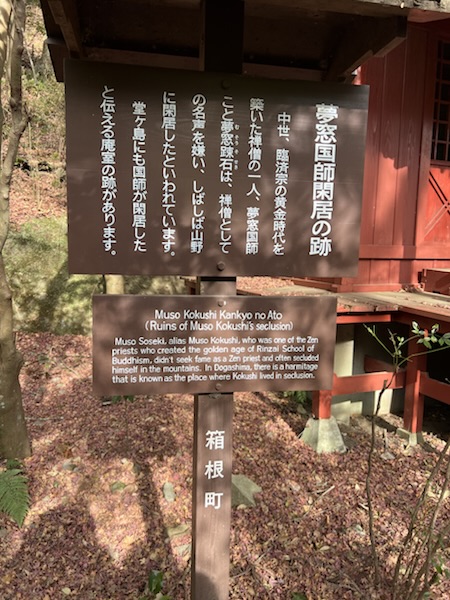 夢窓国師閑居の跡
中世、臨済宗の黄金時代を
築いた禅僧の一人、夢窓国師
こと夢窓疎石は、禅僧として
の名声を嫌い、しばしば山野
に閑居したといわれています。
堂ヶ島にも国師が閑居した
と伝える庵室の跡があります。
Muso Kokushi Kankyo no Ato
(Ruins of Muso Kokushi's seclusion)
Muso Soseki, alias Muso Kokushi, who was one of the Zen
priests who created the golden age of Rinzai School of
Buddhism, didn't seek fame as a Zen priest and often secluded
himself in the mountains. In Dogashima, there is a hermitage
that is known as the place where Kokushi lived in seclusion.
箱根町